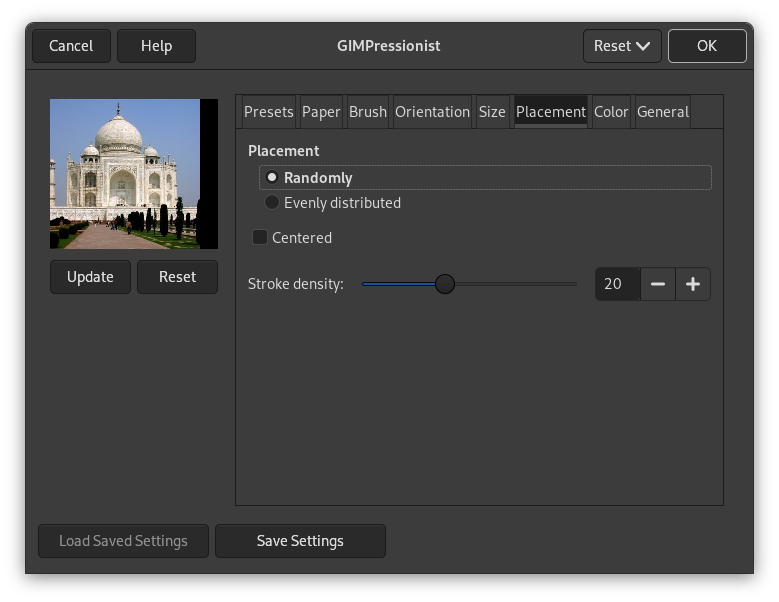 Cancel Help GIMPressionist Reset OK
Presets Paper Brush Orientation Size Placement Color General
Placement
Randomly
Evenly distributed
Centered
Update Reset
Stroke density: 20
Load Saved Settings Save Settings